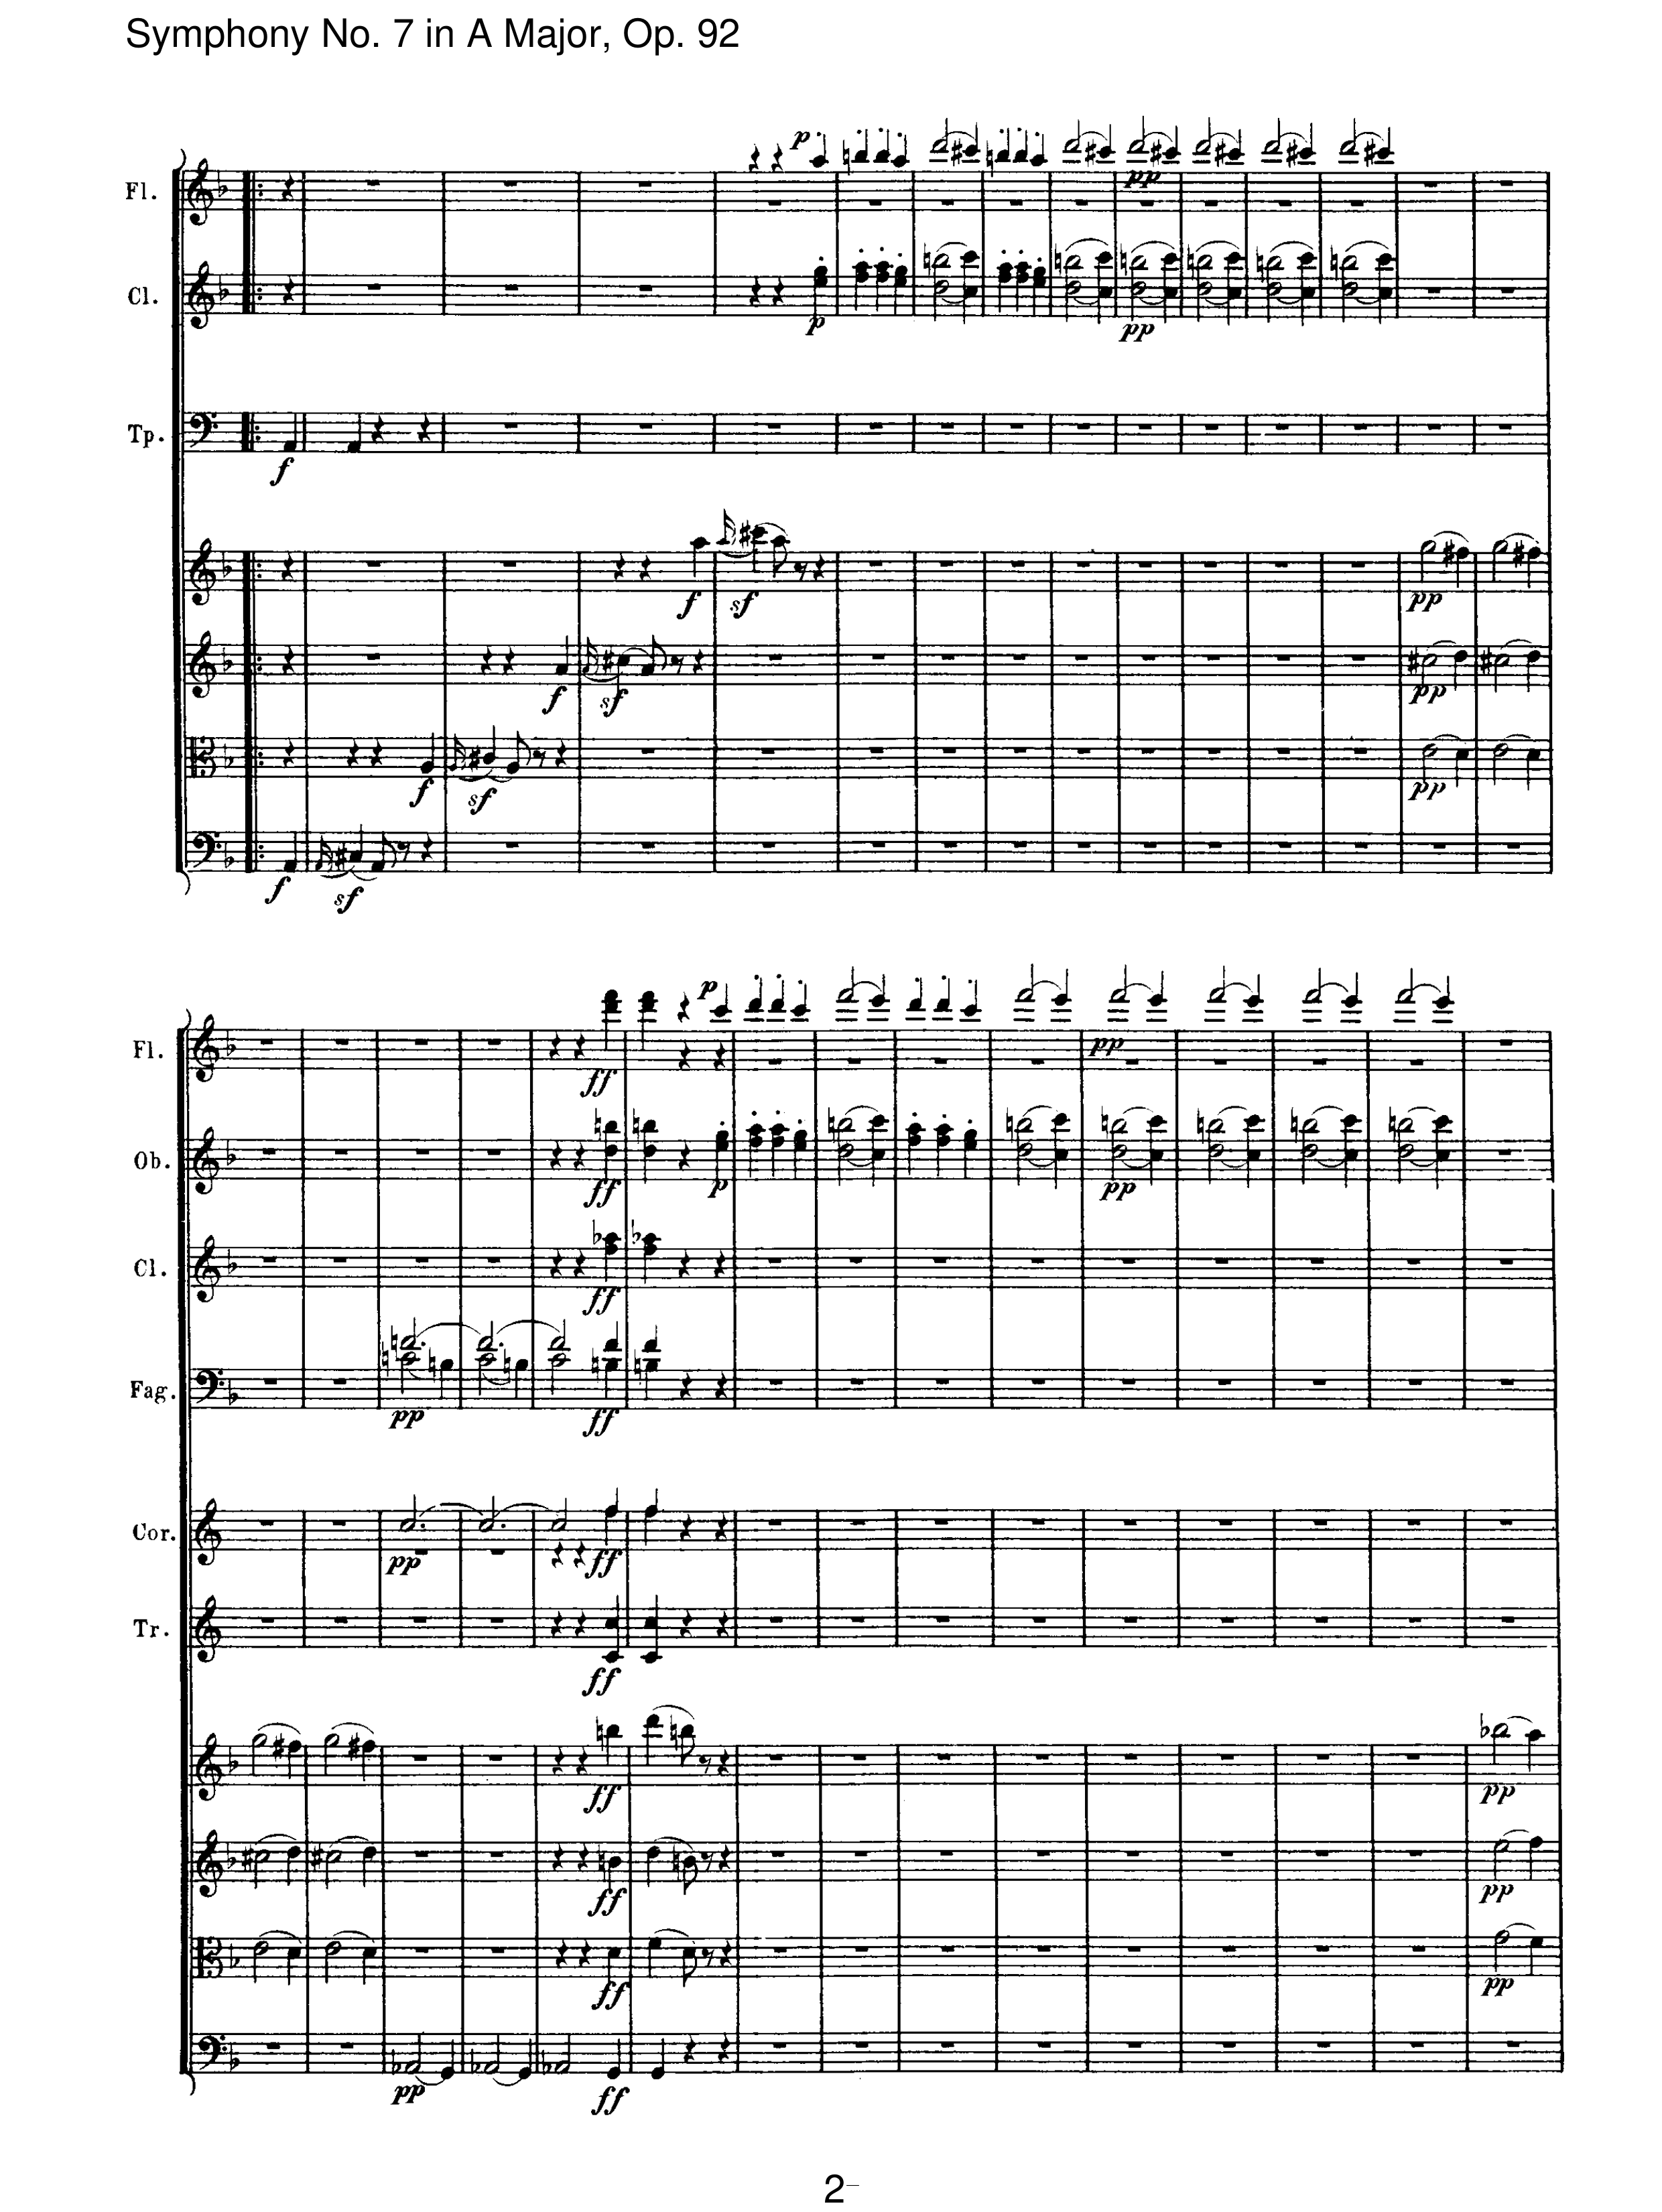 Symphony No. 7 in A Major, Op. 92
p
Fl.
pp
Cl.
p
pp
Tp.
f
f
sf
pp
f
sf
pp
f
sf
pp
f
sf
p
Fl.
ff
pp
Ob.
ff
p
pp
Cl.
ff
Fag.
pp
ff
Cor.
pp
ff
Tr.
ff
ff
pp
ff
pp
ff
pp
pp
ff
2